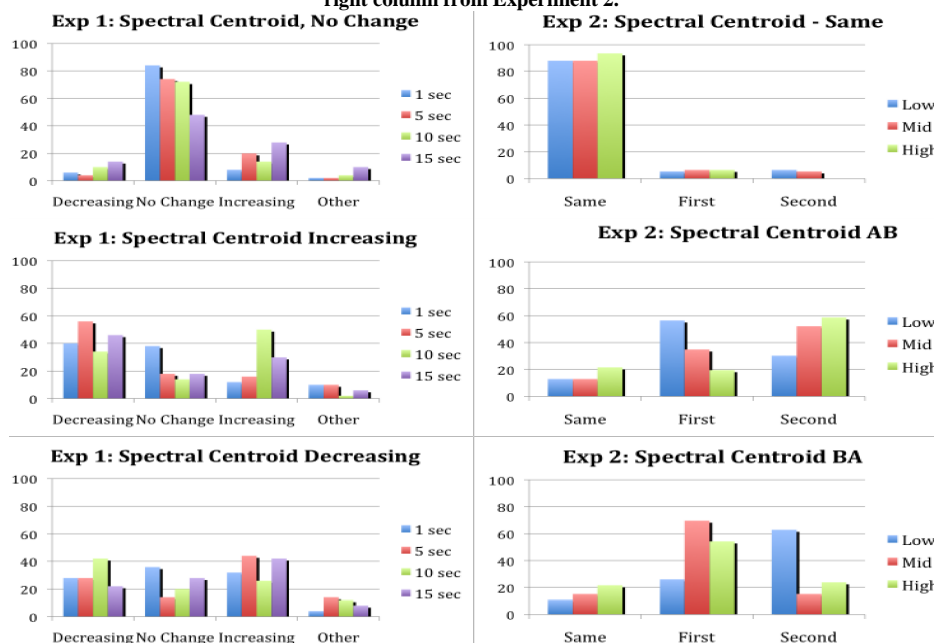 right column from Experiment 2.
Exp 1: Spectral Centroid, No Change
100
80
60
40
20
0
Decreasing No Change Increasing Other
1 sec
5 sec
10 sec
15 sec
Exp 2: Spectral Centroid - Same
100
80
60
40
20
0
Same First Second
Low
Mid
High
Exp 1: Spectral Centroid Increasing
100
80
60
40
20
0
Decreasing No Change Increasing Other
1 sec
5 sec
10 sec
15 sec
Exp 2: Spectral Centroid AB
100
80
60
40
20
0
Same First Second
Low
Mid
High
Exp 1: Spectral Centroid Decreasing
100
80
60
40
20
0
Decreasing No Change Increasing Other
1 sec
5 sec
10 sec
15 sec
Exp 2: Spectral Centroid BA
100
80
60
40
20
0
Same First Second
Low
Mid
High